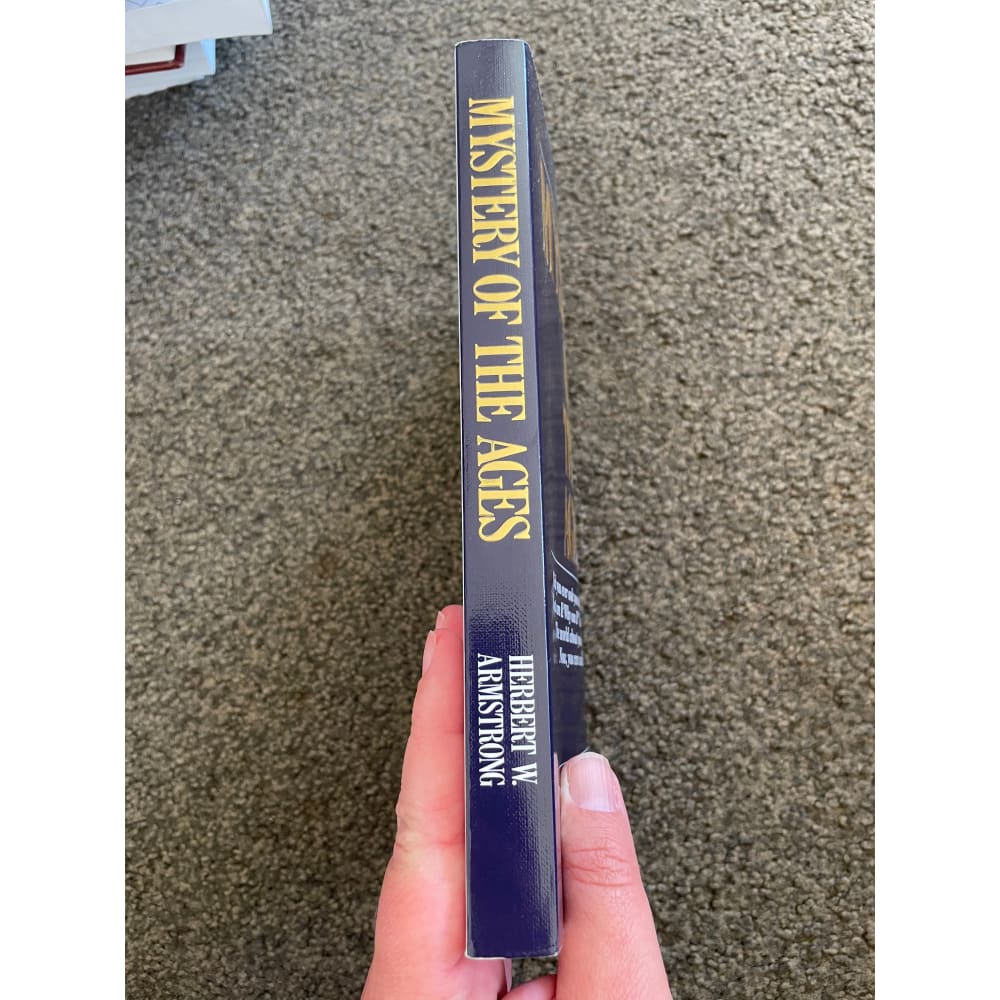 MYSTERY OF THE AGES
HERBERT W.
ARMSTRONG